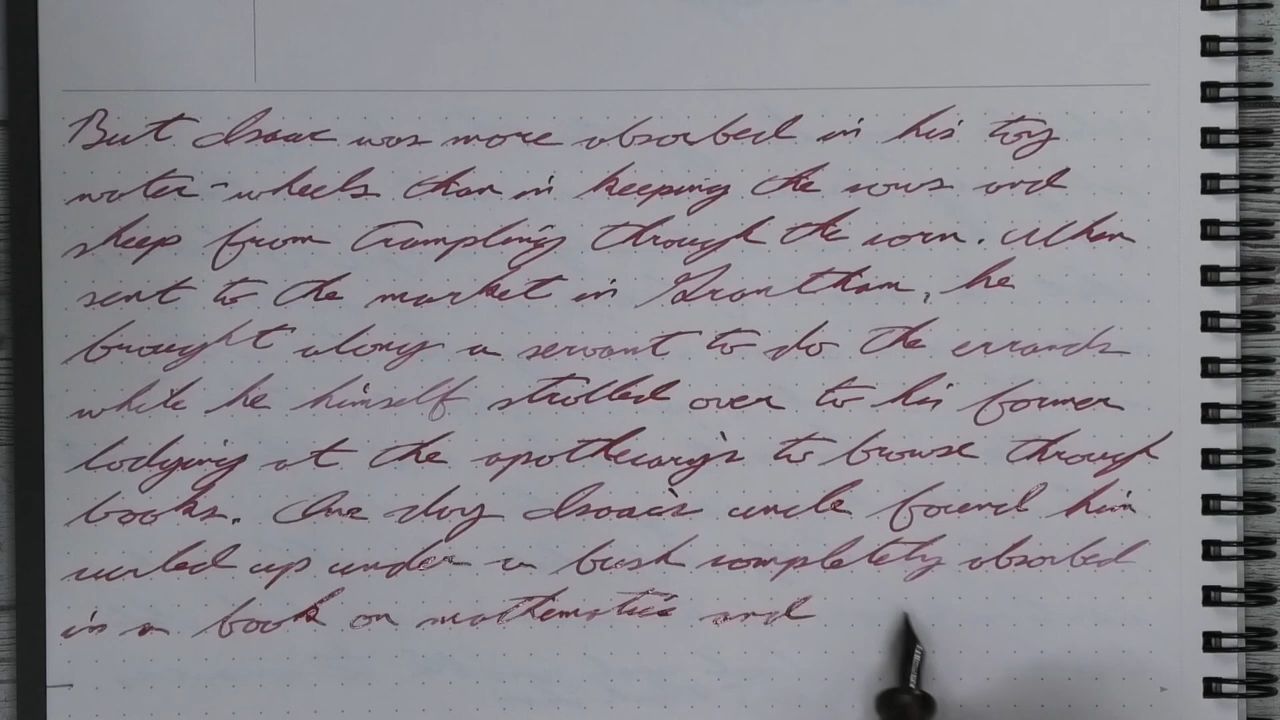 But Isaac was more absorbed in his toy
water-wheels than in keeping the cows and
sheep from trampling through the corn. When
sent to the market in Grantham, he
brought along a servant to do the errands
while he himself strolled over to his former
lodging at the apothecary's to browse through
books. One day Isaac's uncle found him
curled up under a bush completely absorbed
in a book on mathematics and